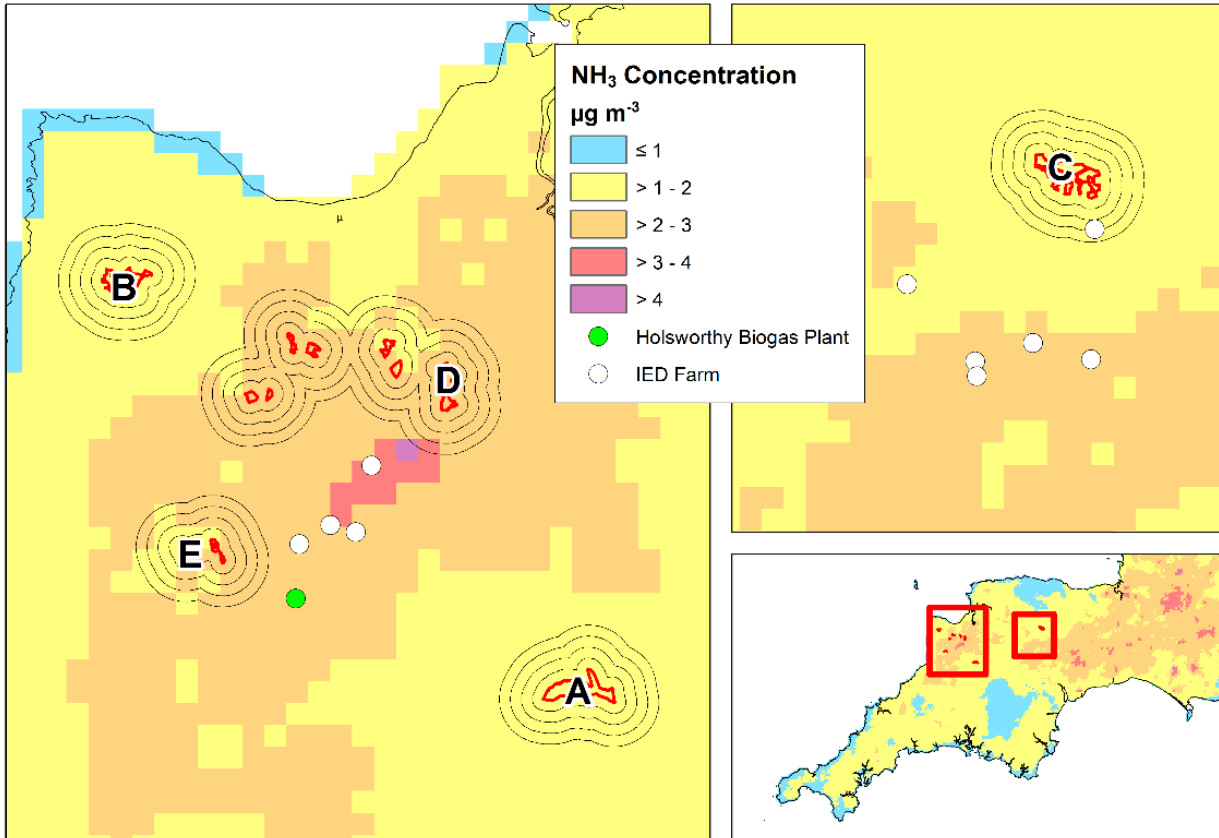 NH₃ Concentration
µg m⁻³
≤ 1
> 1 - 2
> 2 - 3
> 3 - 4
> 4
Holsworthy Biogas Plant
IED Farm
B
D
E
A
C
µ